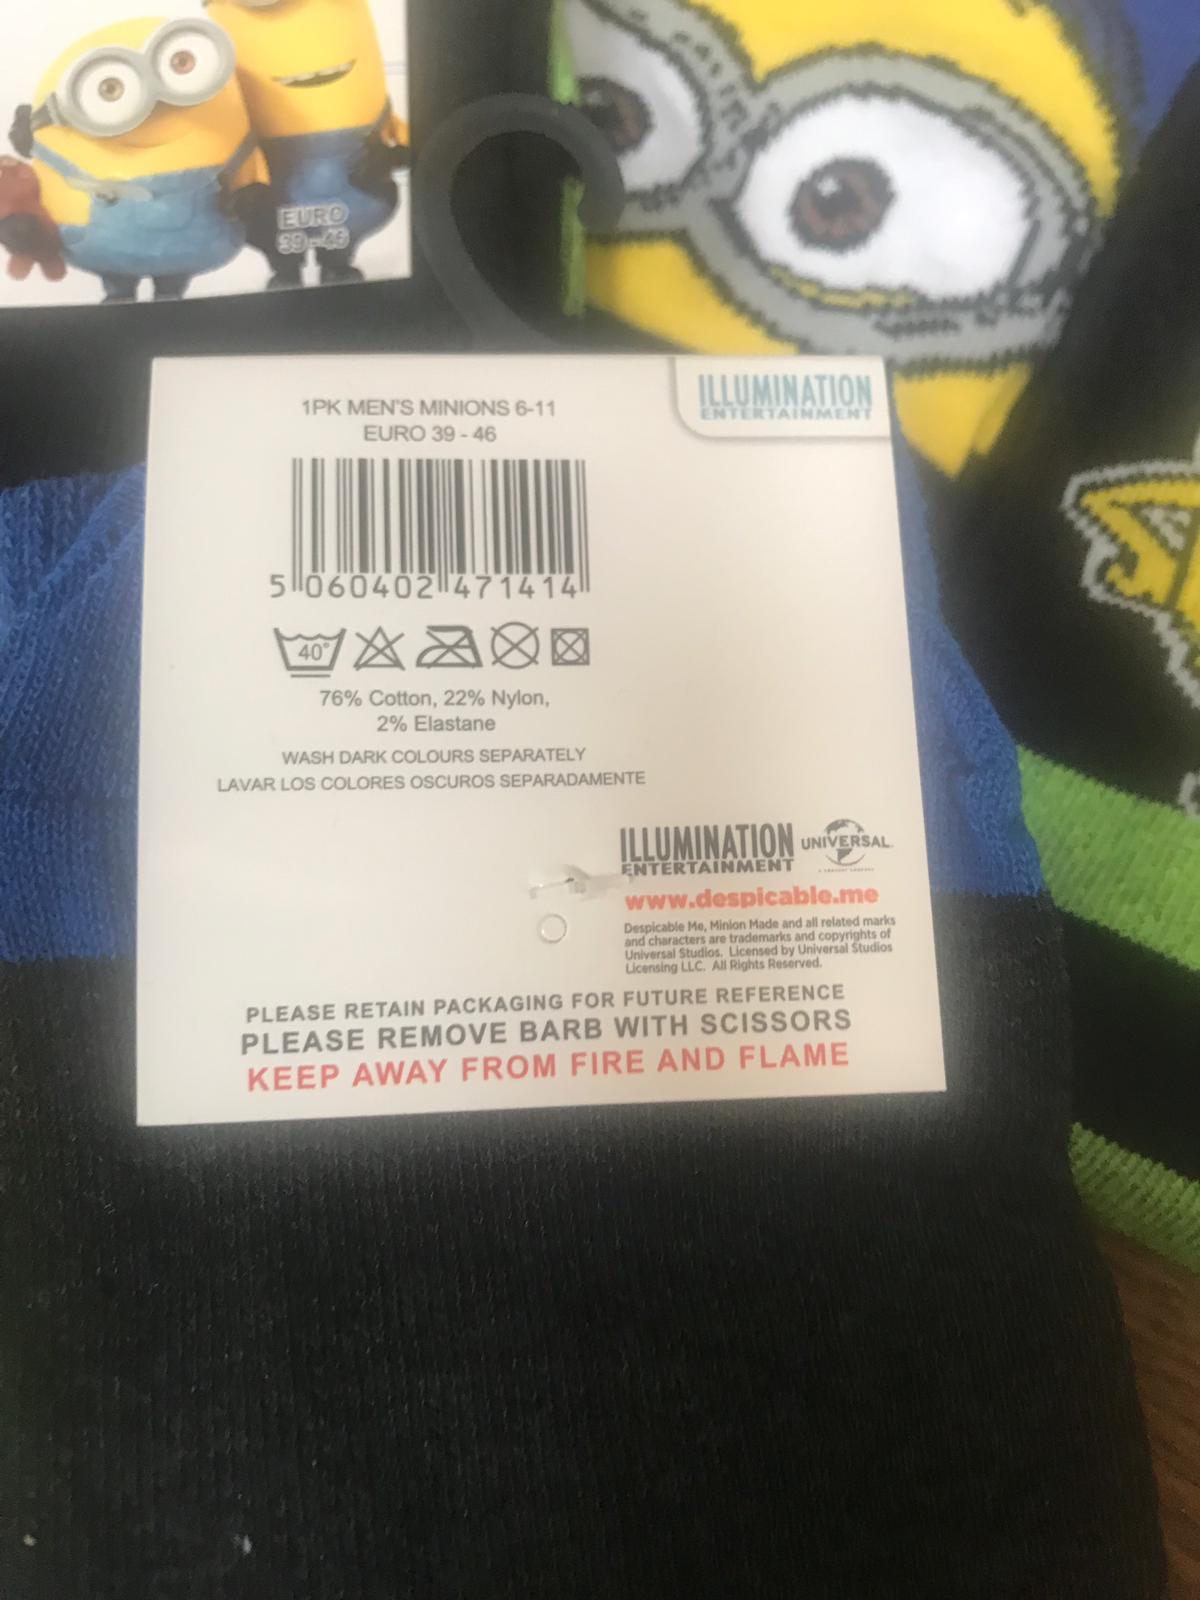 EURO
39-46
ILLUMINATION
ENTERTAINMENT
1PK MEN'S MINIONS 6-11
EURO 39 - 46
5 060402 471414
40°
76% Cotton, 22% Nylon,
2% Elastane
WASH DARK COLOURS SEPARATELY
LAVAR LOS COLORES OSCUROS SEPARADAMENTE
ILLUMINATION
ENTERTAINMENT
UNIVERSAL
www.despicable.me
Despicable Me, Minion Made and all related marks
and characters are trademarks and copyrights of
Universal Studios. Licensed by Universal Studios
Licensing LLC. All Rights Reserved.
PLEASE RETAIN PACKAGING FOR FUTURE REFERENCE
PLEASE REMOVE BARB WITH SCISSORS
KEEP AWAY FROM FIRE AND FLAME